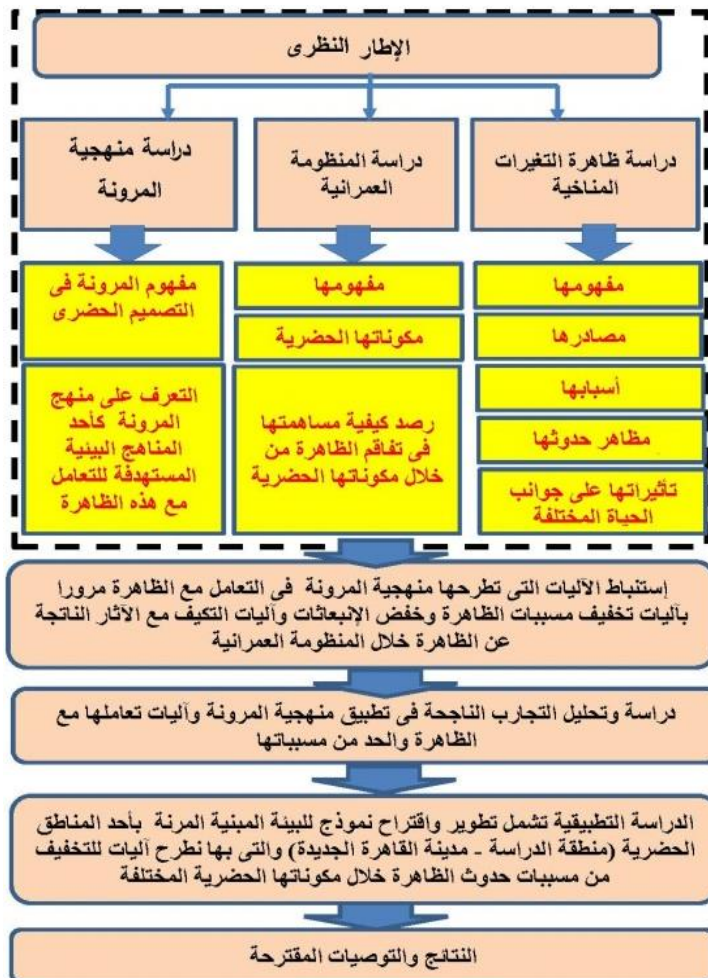 الإطار النظرى
دراسة ظاهرة التغيرات
المناخية
مفهومها
مصادرها
أسبابها
مظاهر حدوثها
تأثيراتها على جوانب
الحياة المختلفة
دراسة المنظومة
العمرانية
مفهومها
مكوناتها الحضرية
رصد كيفية مساهمتها
فى تفاقم الظاهرة من
خلال مكوناتها الحضرية
دراسة منهجية
المرونة
مفهوم المرونة فى
التصميم الحضرى
التعرف على منهج
المرونة كأحد
المناهج البيئية
المستهدفة للتعامل
مع هذه الظاهرة
إستنباط الآليات التى تطرحها منهجية المرونة فى التعامل مع الظاهرة مرورا
بآليات تخفيف مسببات الظاهرة وخفض الإنبعاثات وآليات التكيف مع الآثار الناتجة
عن الظاهرة خلال المنظومة العمرانية
دراسة وتحليل التجارب الناجحة فى تطبيق منهجية المرونة وآليات تعاملها مع
الظاهرة والحد من مسبباتها
الدراسة التطبيقية تشمل تطوير واقتراح نموذج للبيئة المبنية المرنة بأحد المناطق
الحضرية (منطقة الدراسة - مدينة القاهرة الجديدة) والتى بها نطرح آليات للتخفيف
من مسببات حدوث الظاهرة خلال مكوناتها الحضرية المختلفة
النتائج والتوصيات المقترحة